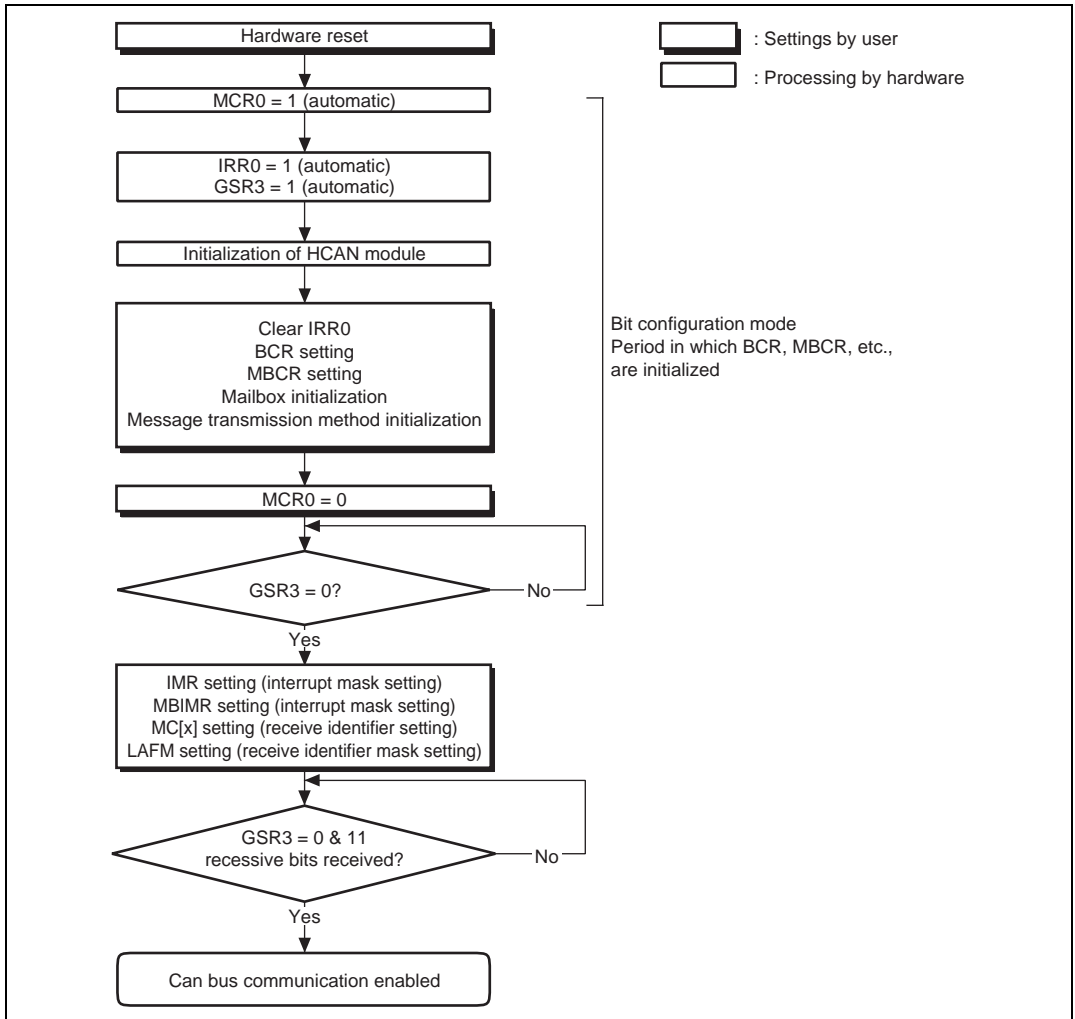 Hardware reset
: Settings by user
: Processing by hardware
MCR0 = 1 (automatic)
IRR0 = 1 (automatic)
GSR3 = 1 (automatic)
Initialization of HCAN module
Clear IRR0
BCR setting
MBCR setting
Mailbox initialization
Message transmission method initialization
Bit configuration mode
Period in which BCR, MBCR, etc.,
are initialized
MCR0 = 0
GSR3 = 0?
No
Yes
IMR setting (interrupt mask setting)
MBIMR setting (interrupt mask setting)
MC[x] setting (receive identifier setting)
LAFM setting (receive identifier mask setting)
GSR3 = 0 & 11
recessive bits received?
No
Yes
Can bus communication enabled